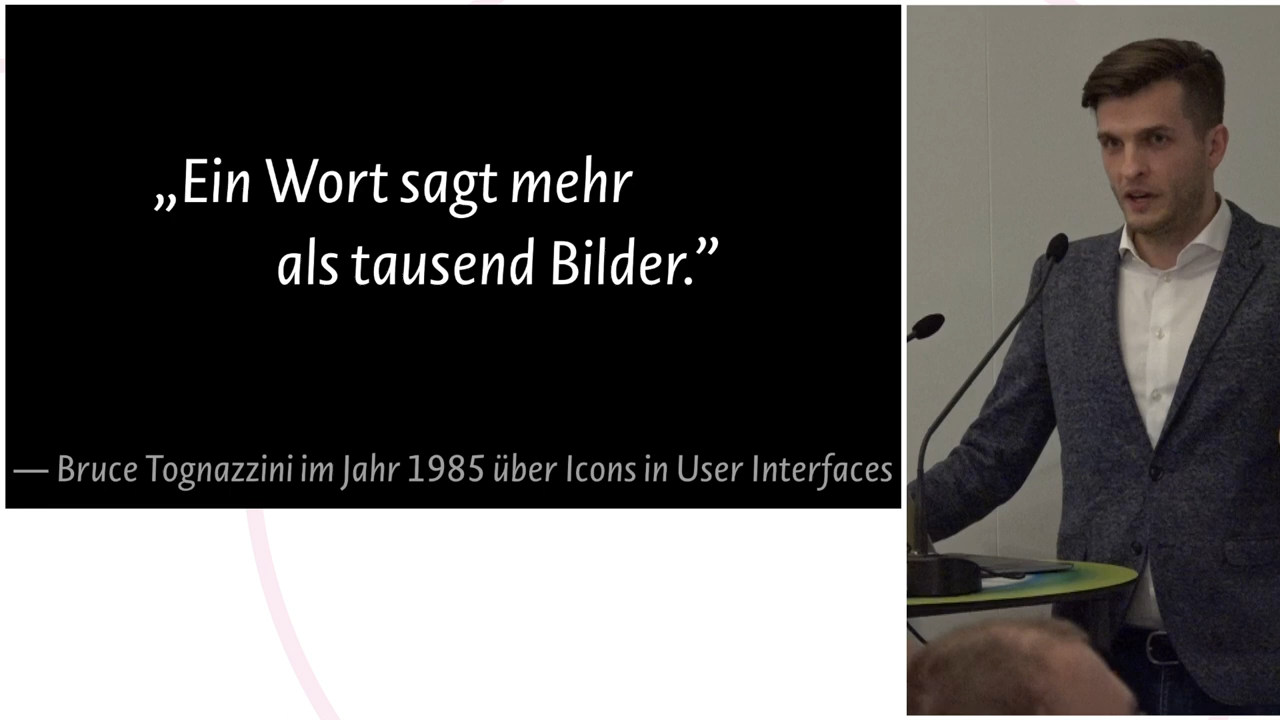 „Ein Wort sagt mehr
als tausend Bilder.”
— Bruce Tognazzini im Jahr 1985 über Icons in User Interfaces